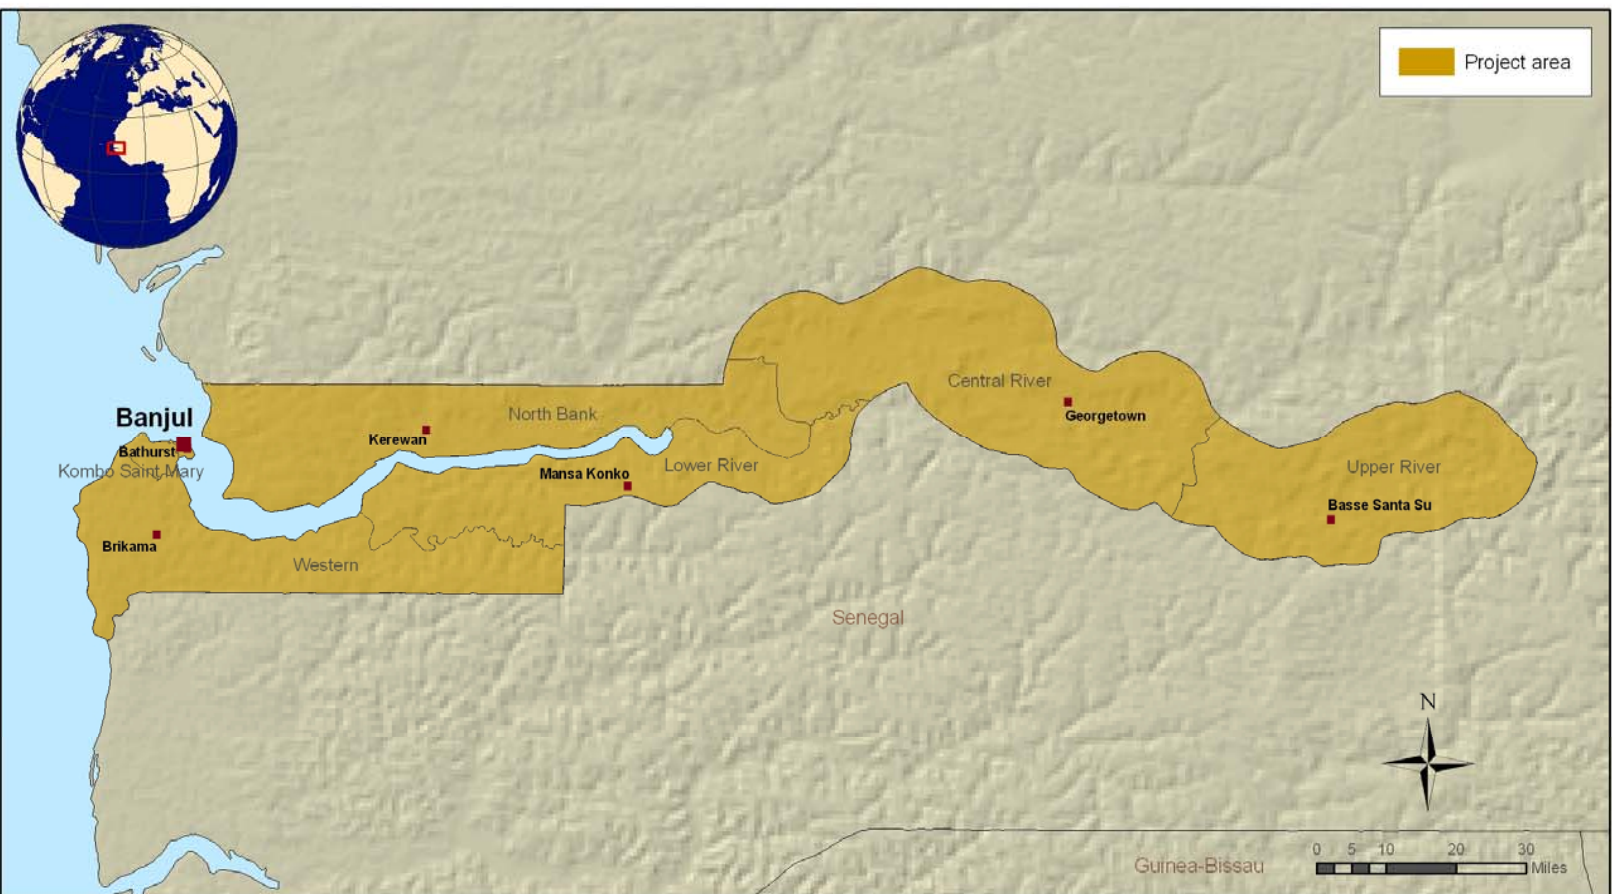 Project area
Central River
Georgetown
Banjul
North Bank
Kerewan
Bathurst
Kombo Saint Mary
Lower River
Mansa Konko
Upper River
Basse Santa Su
Brikama
Western
Senegal
N
0 5 10 20 30
Miles
Guinea-Bissau